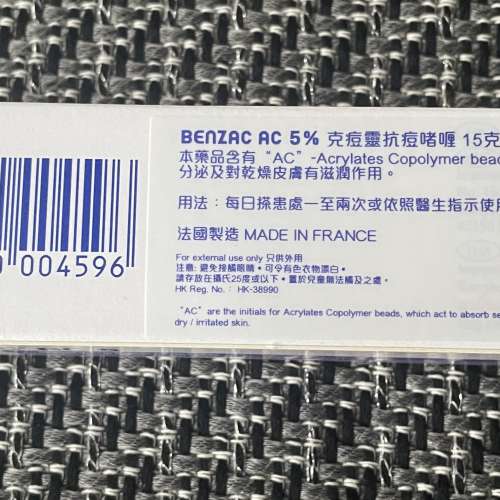 BENZAC AC 5% 克痘靈抗痘啫喱 15克
本藥品含有 "AC" -Acrylates Copolymer bead
分泌及對乾燥皮膚有滋潤作用。
用法：每日搽患處一至兩次或依照醫生指示使用
法國製造 MADE IN FRANCE
For external use only 只供外用
注意: 避免接觸眼睛。可令有色衣物漂白。
請存放在攝氏25度或以下。置於兒童無法觸及之處。
HK Reg. No.： HK-38990
"AC" are the initials for Acrylates Copolymer beads, which act to absorb se
dry / irritated skin.
004596